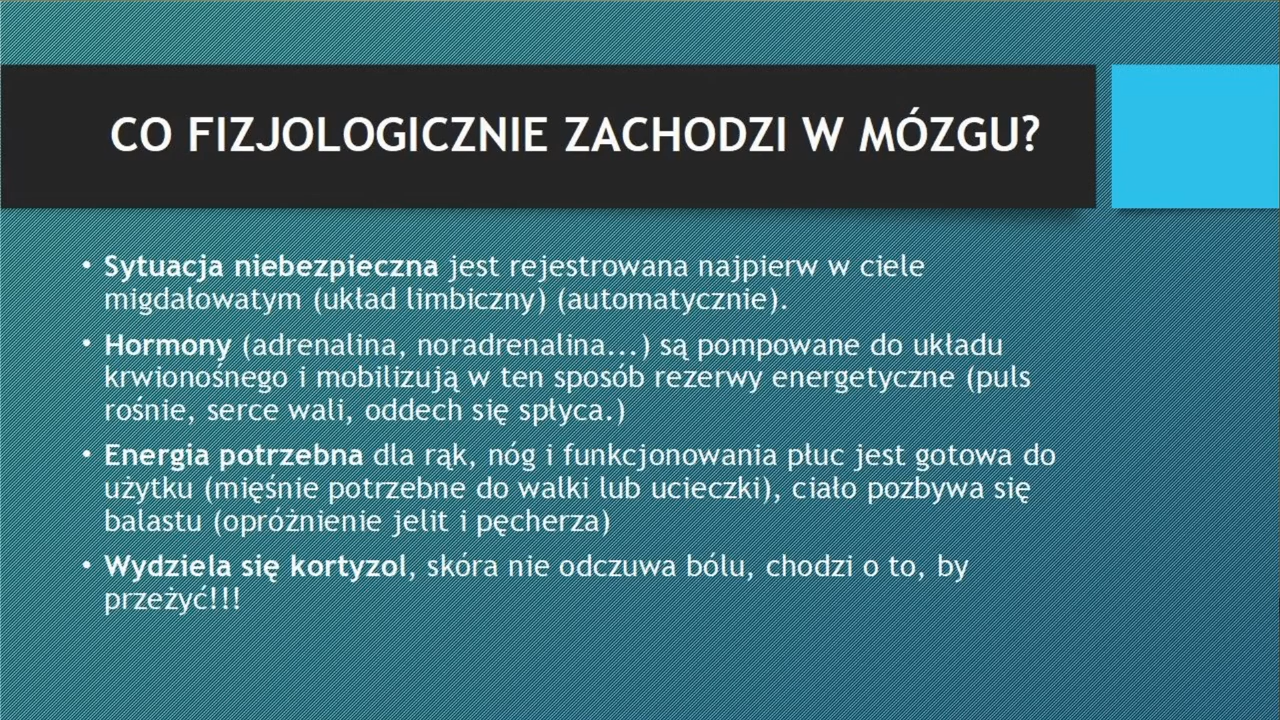 CO FIZJOLOGICZNIE ZACHODZI W MÓZGU?
• Sytuacja niebezpieczna jest rejestrowana najpierw w ciele
migdałowatym (układ limbiczny) (automatycznie).
• Hormony (adrenalina, noradrenalina...) są pompowane do układu
krwionośnego i mobilizują w ten sposób rezerwy energetyczne (puls
rośnie, serce wali, oddech się spłyca.)
• Energia potrzebna dla rąk, nóg i funkcjonowania płuc jest gotowa do
użytku (mięśnie potrzebne do walki lub ucieczki), ciało pozbywa się
balastu (opróżnienie jelit i pęcherza)
• Wydziela się kortyzol, skóra nie odczuwa bólu, chodzi o to, by
przeżyć!!!